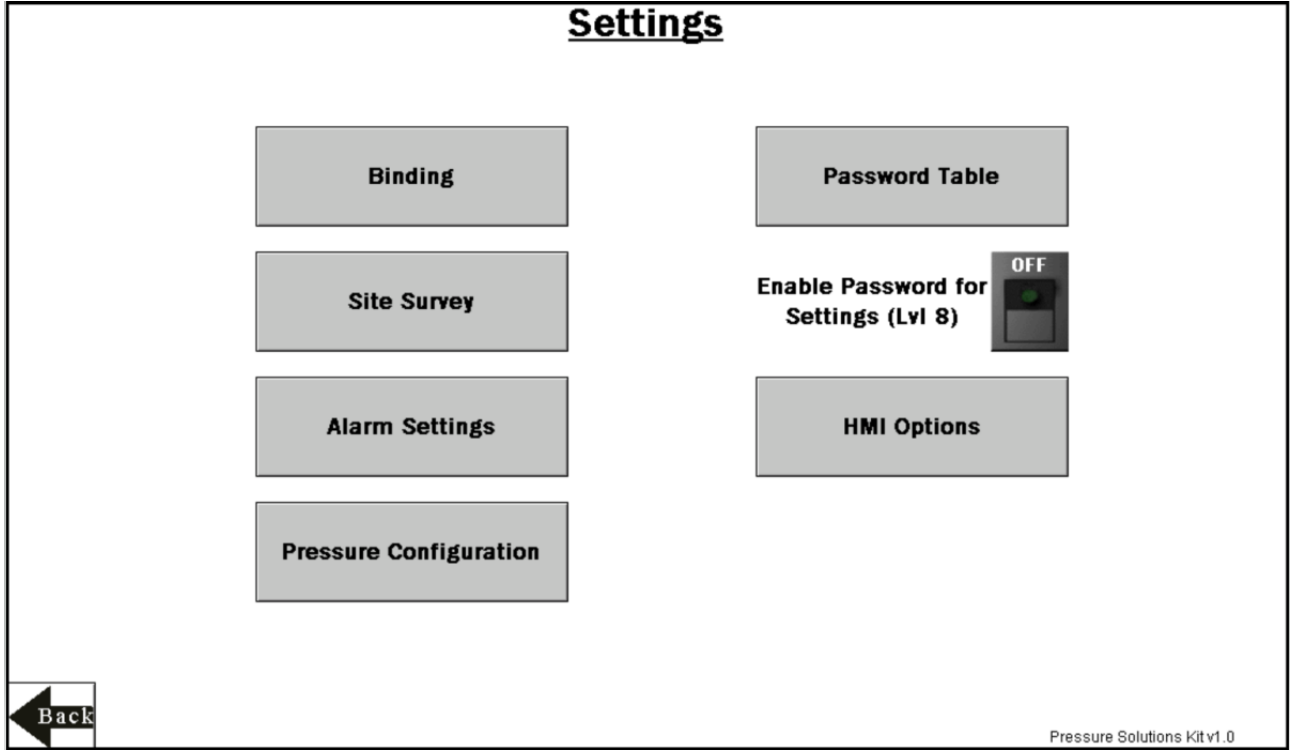 Settings
Binding
Password Table
Site Survey
Enable Password for
Settings (Lvl 8)
OFF
Alarm Settings
HMI Options
Pressure Configuration
Back
Pressure Solutions Kit v1.0